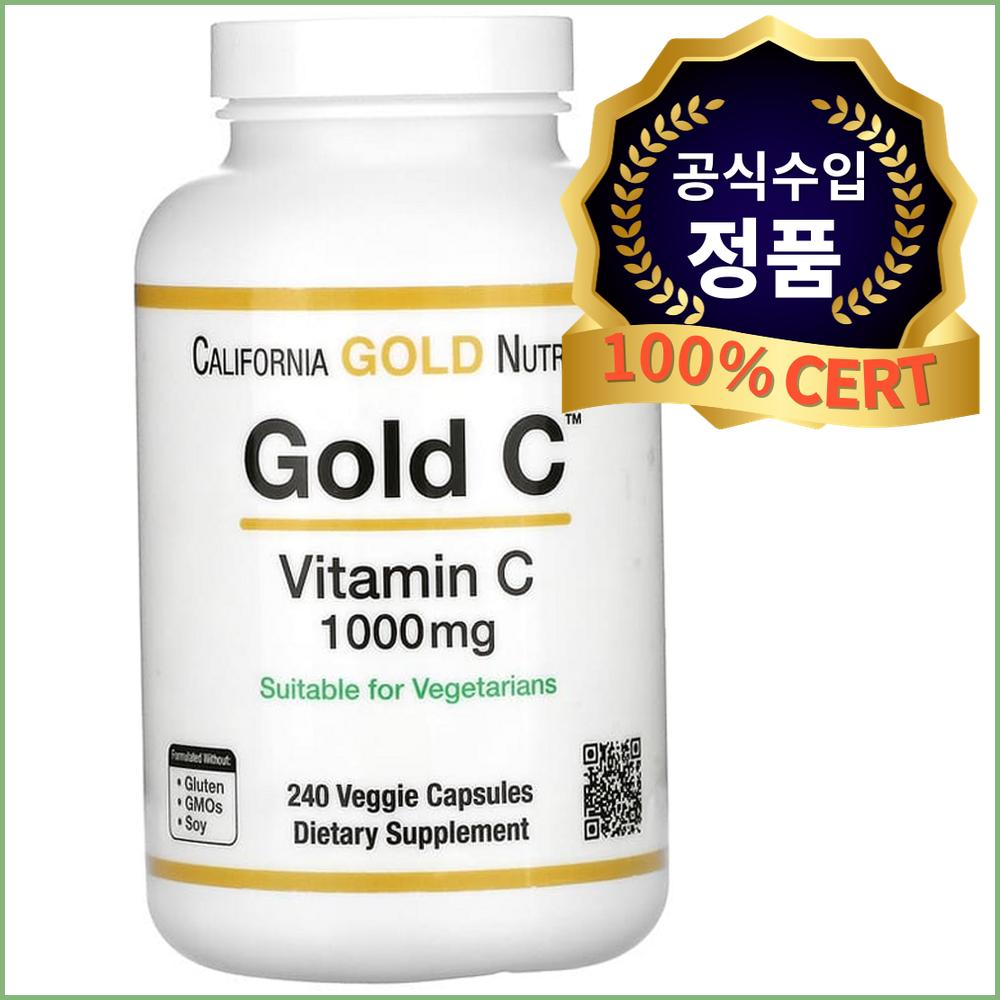 공식수입
정품
100% CERT
CALIFORNIA GOLD
Gold C™
Vitamin C
1000mg
Suitable for Vegetarians
Formulated Without:
• Gluten
• GMOs
• Soy
240 Veggie Capsules
Dietary Supplement